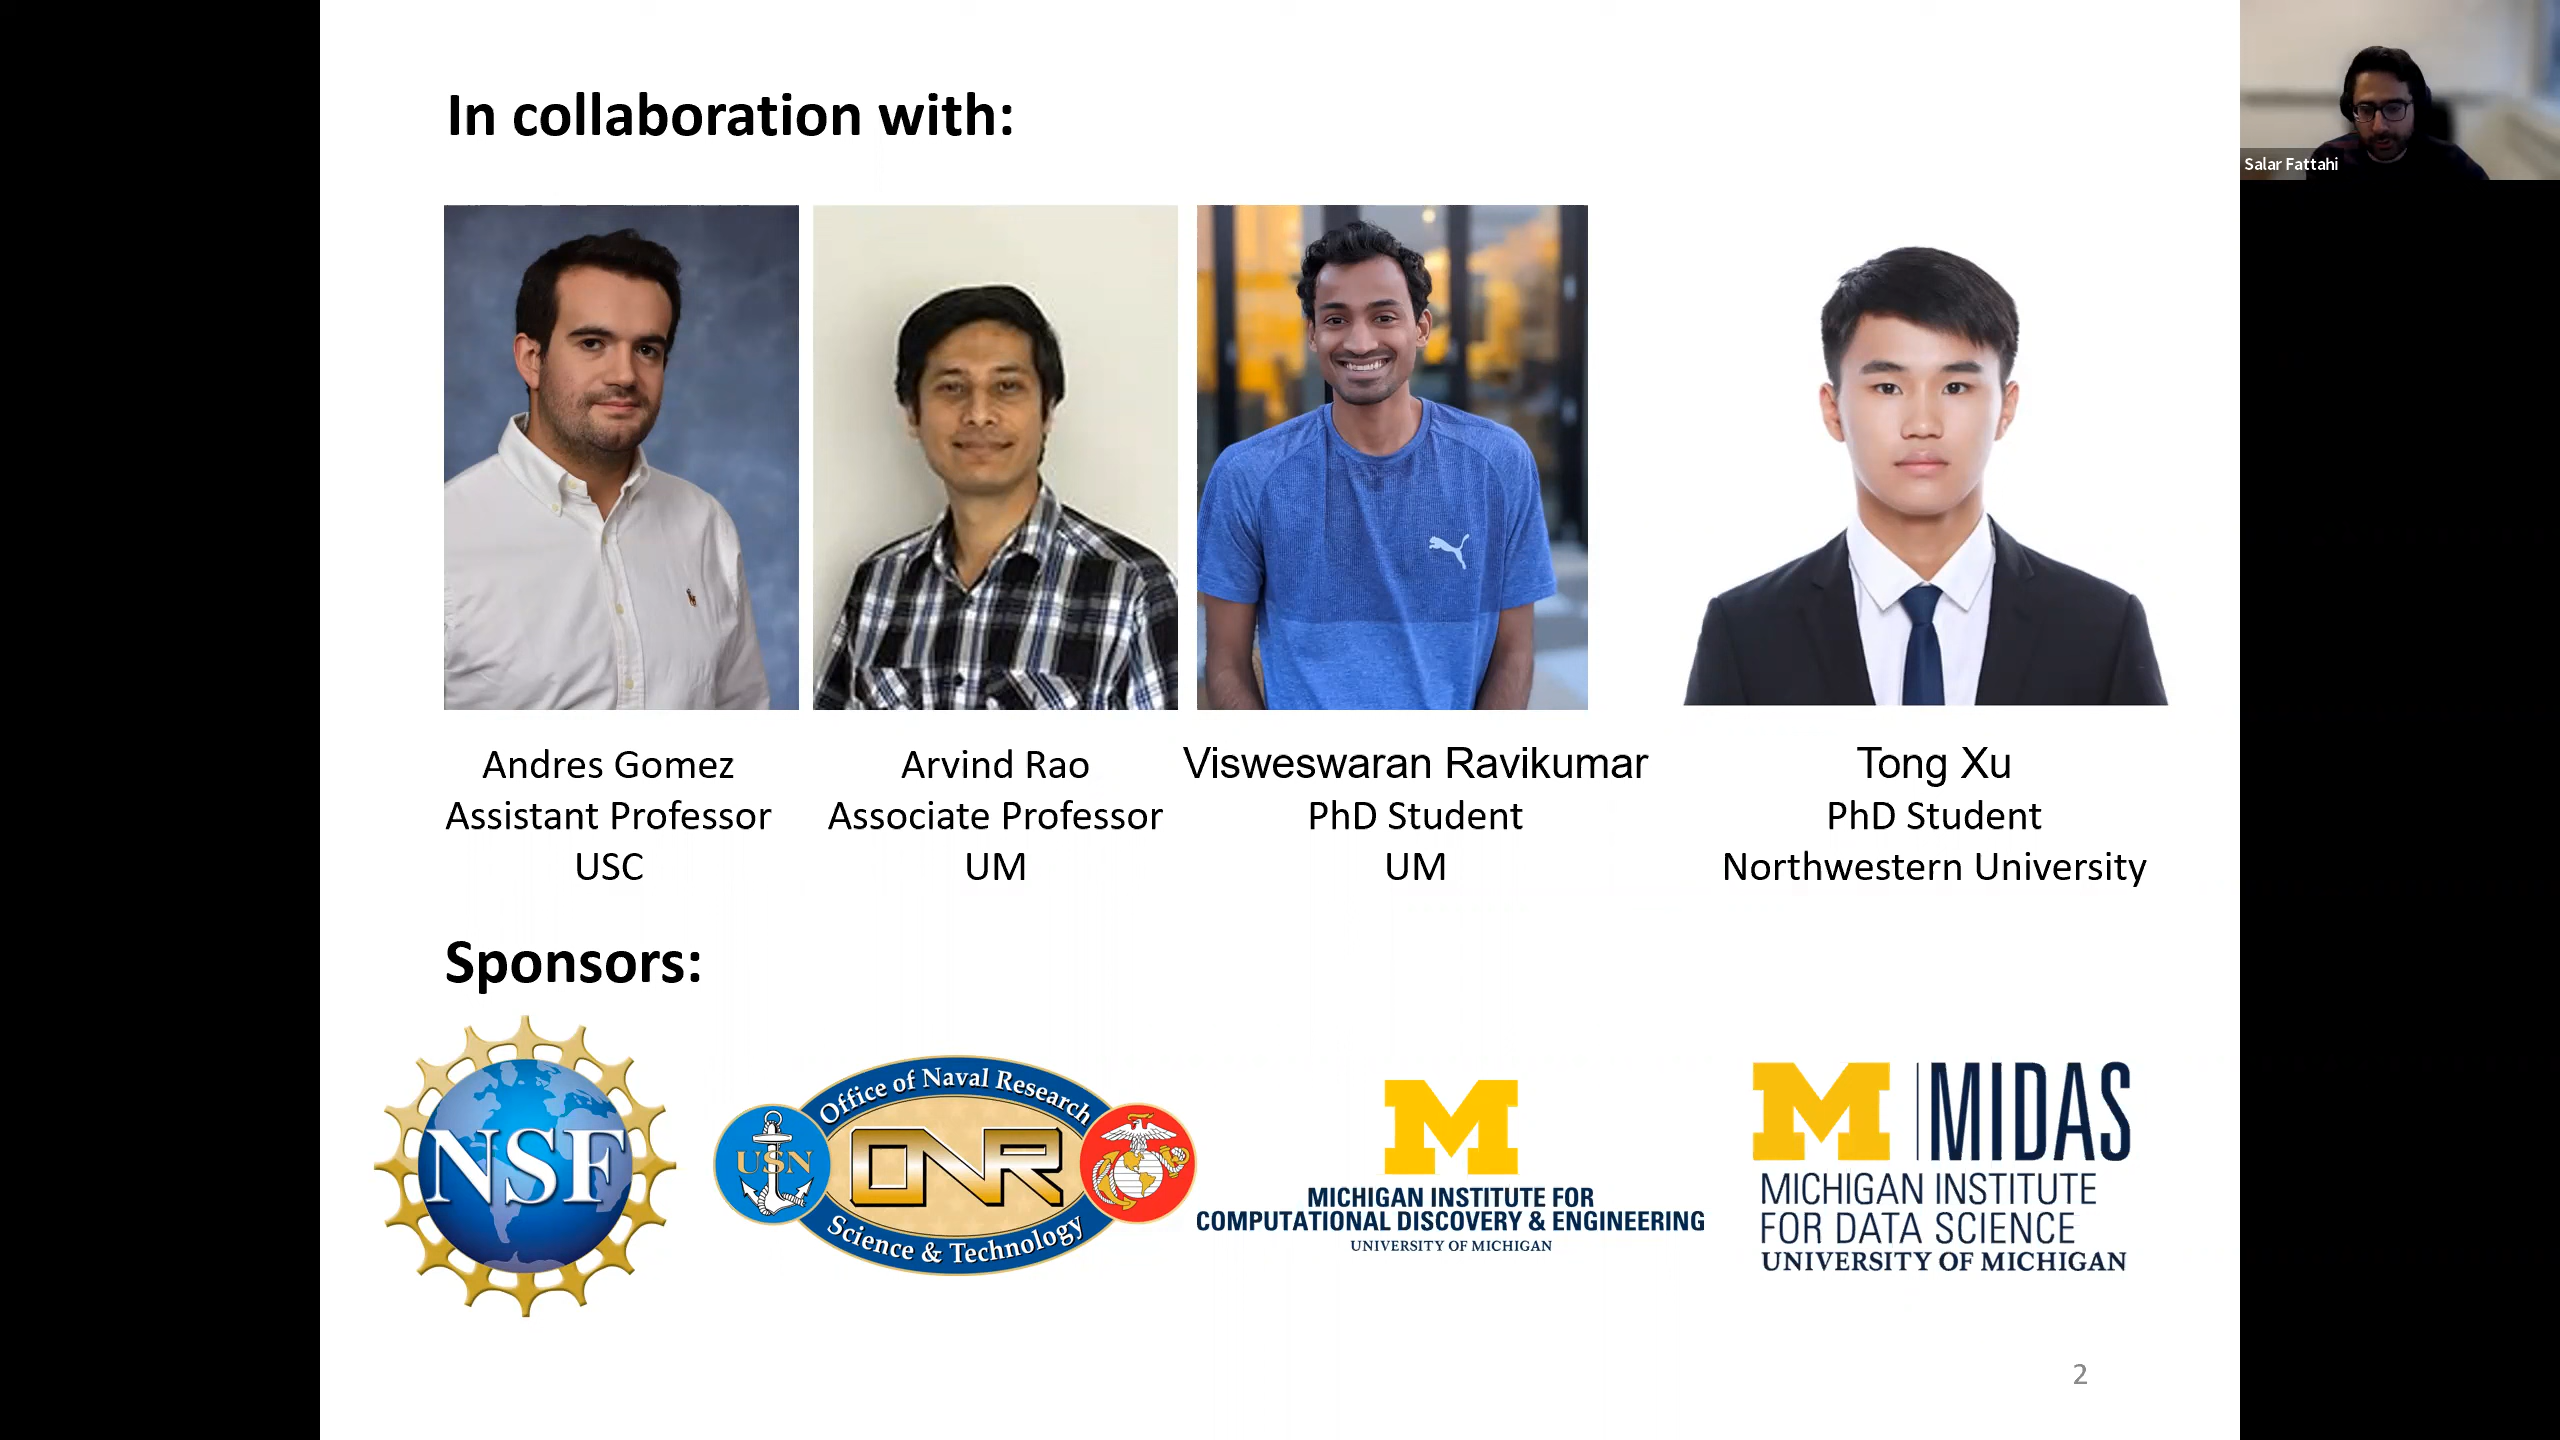 In collaboration with:
Salar Fattahi
Andres Gomez
Assistant Professor
USC
Arvind Rao
Associate Professor
UM
Visweswaran Ravikumar
PhD Student
UM
Tong Xu
PhD Student
Northwestern University
Sponsors:
NSF
Office of Naval Research
USN
ONR
Science & Technology
M
MICHIGAN INSTITUTE FOR
COMPUTATIONAL DISCOVERY & ENGINEERING
UNIVERSITY OF MICHIGAN
M | MIDAS
MICHIGAN INSTITUTE
FOR DATA SCIENCE
UNIVERSITY OF MICHIGAN
2